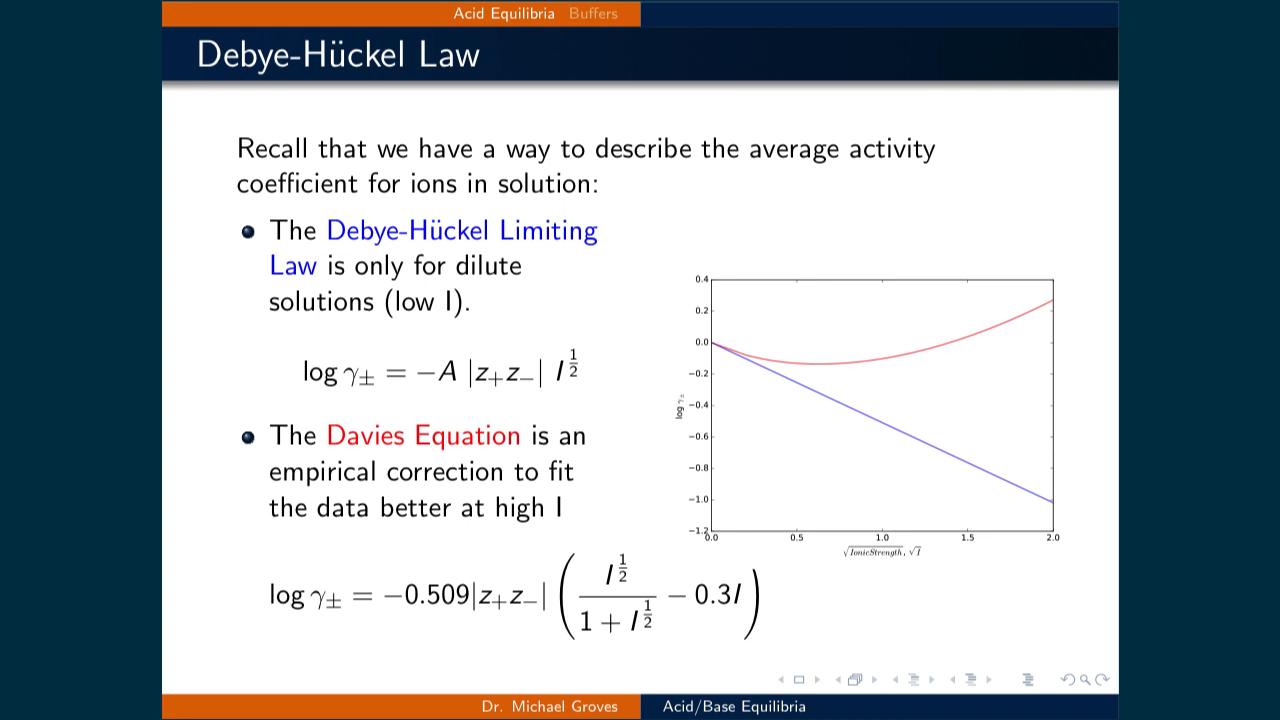 Acid Equilibria Buffers
Debye-Hückel Law
Recall that we have a way to describe the average activity
coefficient for ions in solution:
The Debye-Hückel Limiting
Law is only for dilute
solutions (low I).
log γ± = −A |z₊z₋| I^(1/2)
The Davies Equation is an
empirical correction to fit
the data better at high I
log γ± = −0.509|z₊z₋| ( I^(1/2) / (1 + I^(1/2)) − 0.3I )
0.4
0.2
0.0
−0.2
−0.4
−0.6
−0.8
−1.0
−1.2
log γ±
0.0 0.5 1.0 1.5 2.0
√IonicStrength, √I
Dr. Michael Groves Acid/Base Equilibria